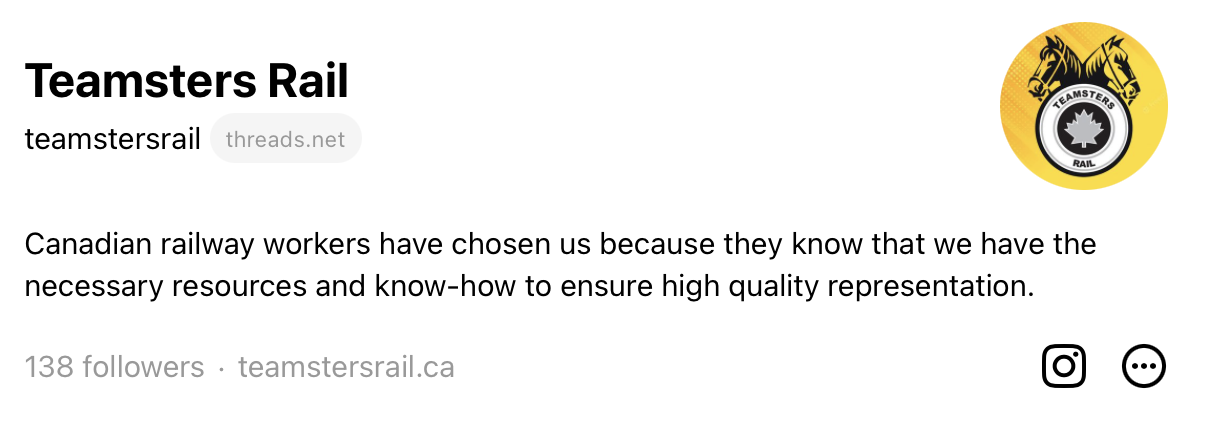 Teamsters Rail
teamstersrail threads.net
TEAMSTERS
RAIL
Canadian railway workers have chosen us because they know that we have the
necessary resources and know-how to ensure high quality representation.
138 followers · teamstersrail.ca